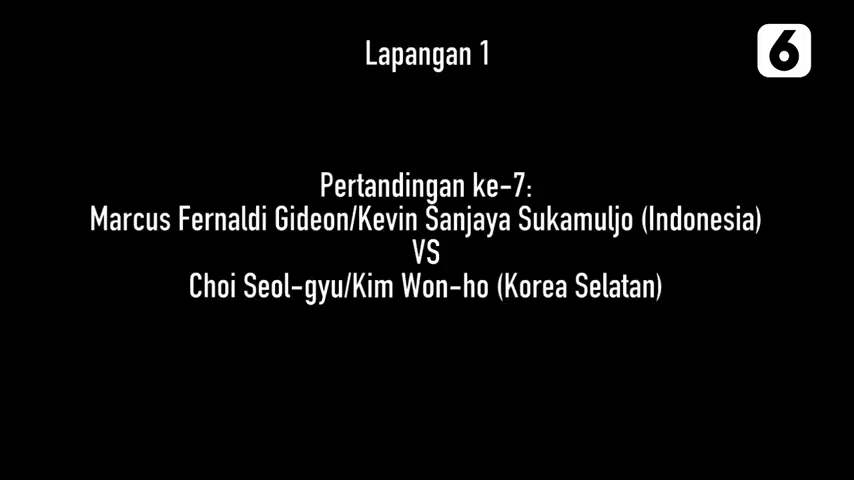 Lapangan 1
6
Pertandingan ke-7:
Marcus Fernaldi Gideon/Kevin Sanjaya Sukamuljo (Indonesia)
VS
Choi Seol-gyu/Kim Won-ho (Korea Selatan)